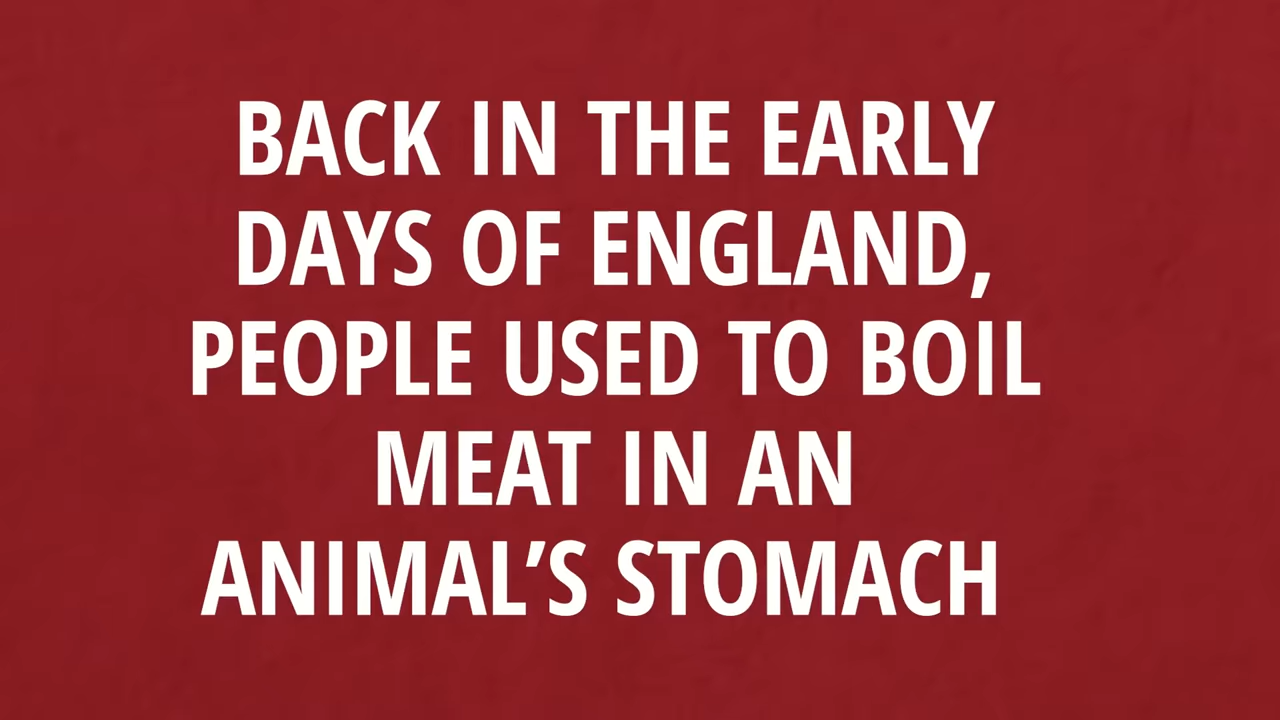 BACK IN THE EARLY
DAYS OF ENGLAND,
PEOPLE USED TO BOIL
MEAT IN AN
ANIMAL’S STOMACH